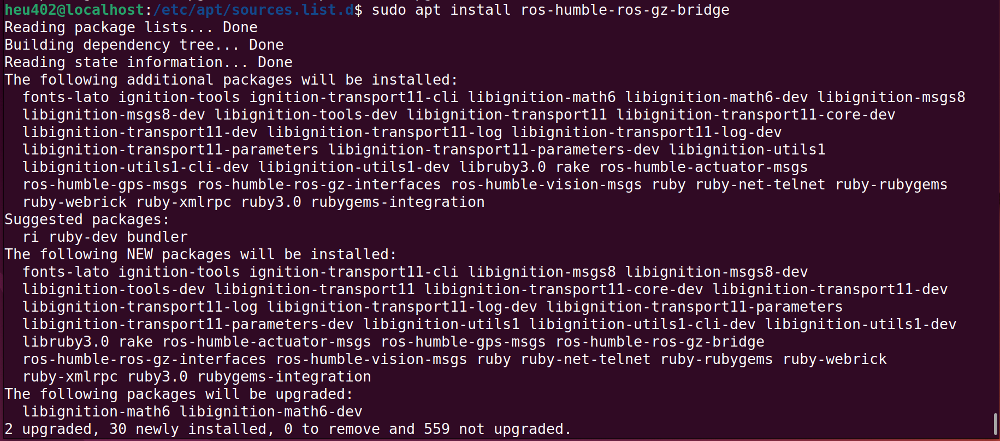 heu402@localhost:/etc/apt/sources.list.d$ sudo apt install ros-humble-ros-gz-bridge
Reading package lists... Done
Building dependency tree... Done
Reading state information... Done
The following additional packages will be installed:
  fonts-lato ignition-tools ignition-transport11-cli libignition-math6 libignition-math6-dev libignition-msgs8
  libignition-msgs8-dev libignition-tools-dev libignition-transport11 libignition-transport11-core-dev
  libignition-transport11-dev libignition-transport11-log libignition-transport11-log-dev
  libignition-transport11-parameters libignition-transport11-parameters-dev libignition-utils1
  libignition-utils1-cli-dev libignition-utils1-dev libruby3.0 rake ros-humble-actuator-msgs
  ros-humble-gps-msgs ros-humble-ros-gz-interfaces ros-humble-vision-msgs ruby ruby-net-telnet ruby-rubygems
  ruby-webrick ruby-xmlrpc ruby3.0 rubygems-integration
Suggested packages:
  ri ruby-dev bundler
The following NEW packages will be installed:
  fonts-lato ignition-tools ignition-transport11-cli libignition-msgs8 libignition-msgs8-dev
  libignition-tools-dev libignition-transport11 libignition-transport11-core-dev libignition-transport11-dev
  libignition-transport11-log libignition-transport11-log-dev libignition-transport11-parameters
  libignition-transport11-parameters-dev libignition-utils1 libignition-utils1-cli-dev libignition-utils1-dev
  libruby3.0 rake ros-humble-actuator-msgs ros-humble-gps-msgs ros-humble-ros-gz-bridge
  ros-humble-ros-gz-interfaces ros-humble-vision-msgs ruby ruby-net-telnet ruby-rubygems ruby-webrick
  ruby-xmlrpc ruby3.0 rubygems-integration
The following packages will be upgraded:
  libignition-math6 libignition-math6-dev
2 upgraded, 30 newly installed, 0 to remove and 559 not upgraded.